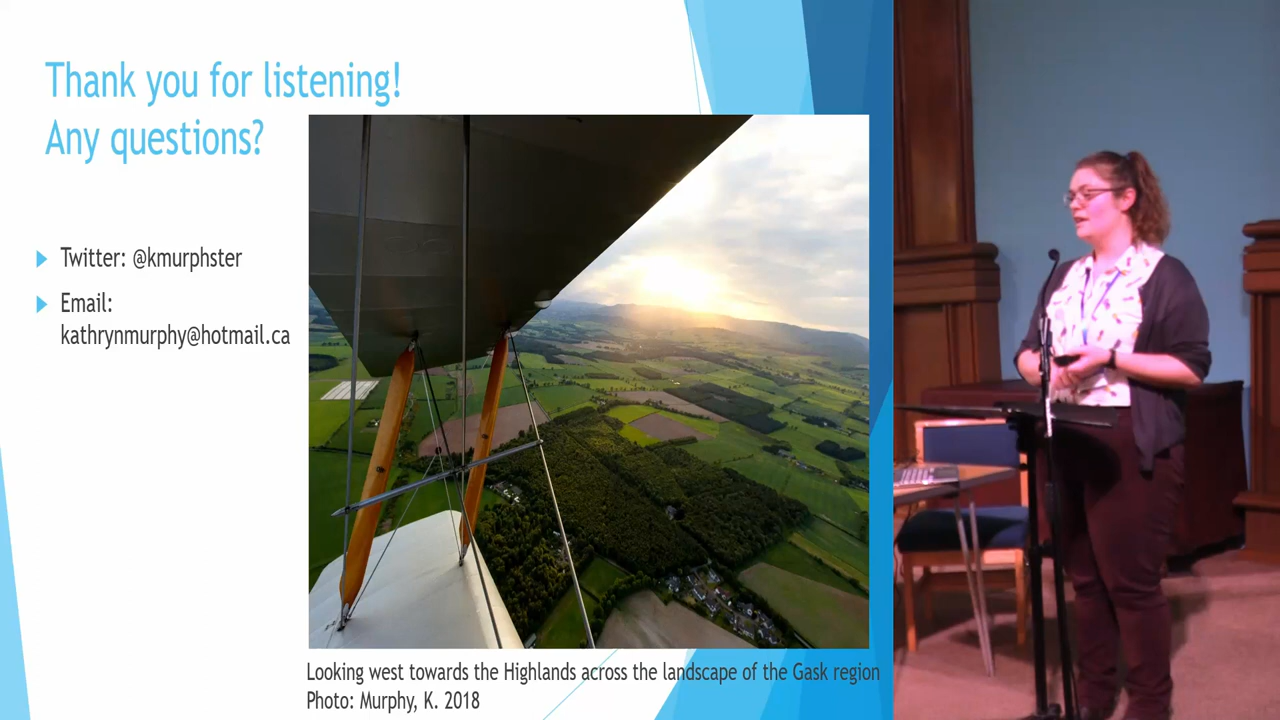 Thank you for listening!
Any questions?
Twitter: @kmurphster
Email:
kathrynmurphy@hotmail.ca
Looking west towards the Highlands across the landscape of the Gask region
Photo: Murphy, K. 2018